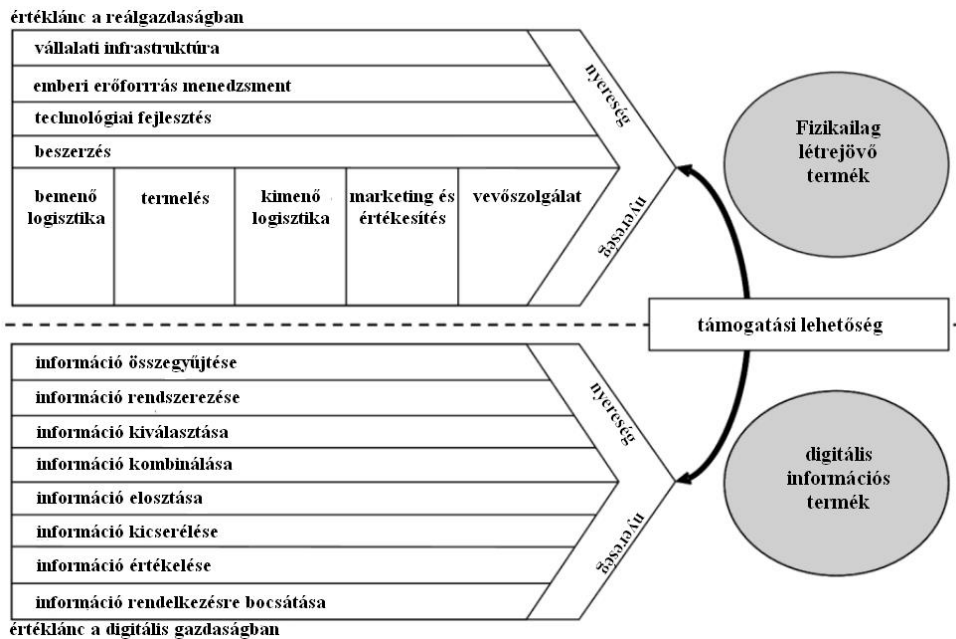 értéklánc a reálgazdaságban
vállalati infrastruktúra
emberi erőforrrás menedzsment
technológiai fejlesztés
beszerzés
bemenő
logisztika
termelés
kimenő
logisztika
marketing és
értékesítés
vevőszolgálat
nyereség
nyereség
Fizikailag
létrejövő
termék
támogatási lehetőség
információ összegyűjtése
információ rendszerezése
információ kiválasztása
információ kombinálása
információ elosztása
információ kicserélése
információ értékelése
információ rendelkezésre bocsátása
nyereség
nyereség
digitális
információs
termék
értéklánc a digitális gazdaságban